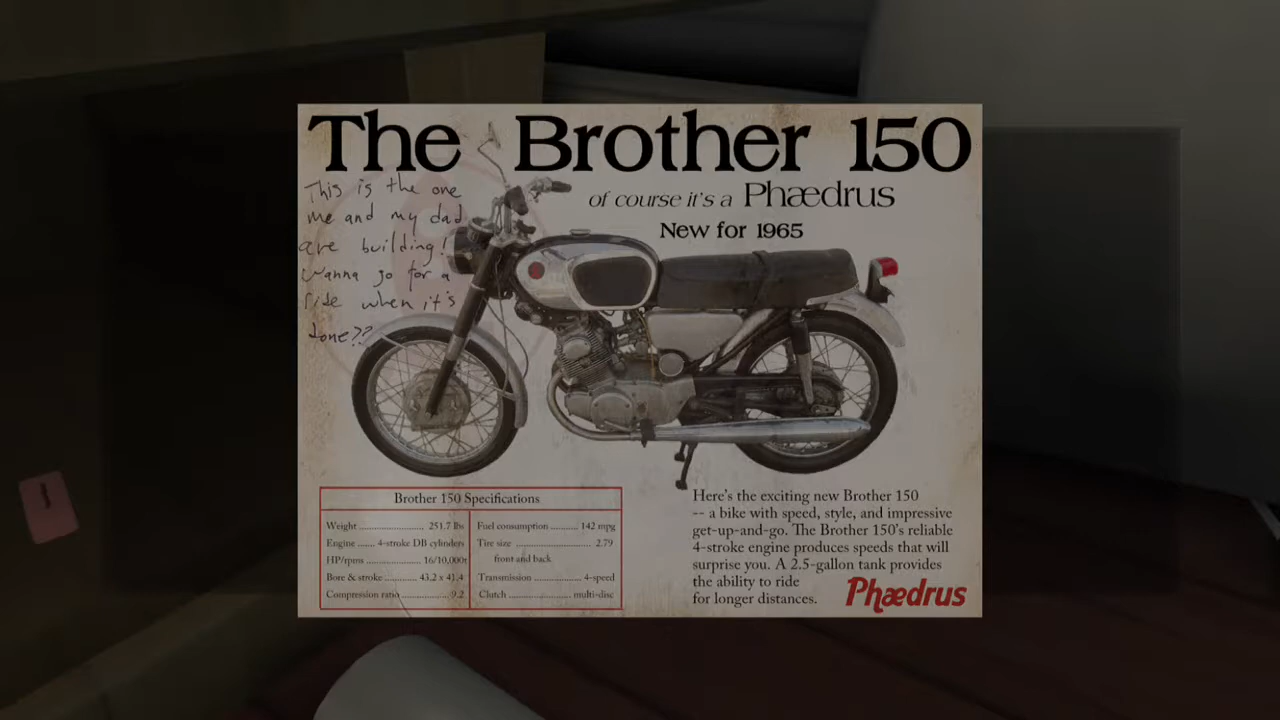 The Brother 150
of course it's a Phædrus
New for 1965
This is the one
me and my dad
are building!
Wanna go for a
ride when it's
done??
Brother 150 Specifications
Weight ........................ 251.7 lbs
Engine ...... 4-stroke DB cylinders
HP/rpms ..................... 16/10,000r
Bore & stroke ........... 43.2 x 41.4
Compression ratio ................. 9.2
Fuel consumption .......... 142 mpg
Tire size ............................ 2.79
front and back
Transmission ................. 4-speed
Clutch ......................... multi-disc
Here's the exciting new Brother 150
-- a bike with speed, style, and impressive
get-up-and-go. The Brother 150's reliable
4-stroke engine produces speeds that will
surprise you. A 2.5-gallon tank provides
the ability to ride
for longer distances.
Phædrus